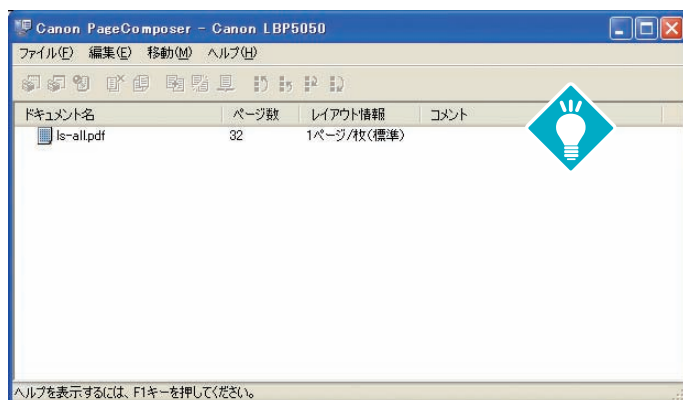 Canon PageComposer - Canon LBP5050
ファイル(F) 編集(E) 移動(M) ヘルプ(H)
ドキュメント名 ページ数 レイアウト情報 コメント
ls-all.pdf 32 1ページ/枚(標準)
ヘルプを表示するには、F1キーを押してください。